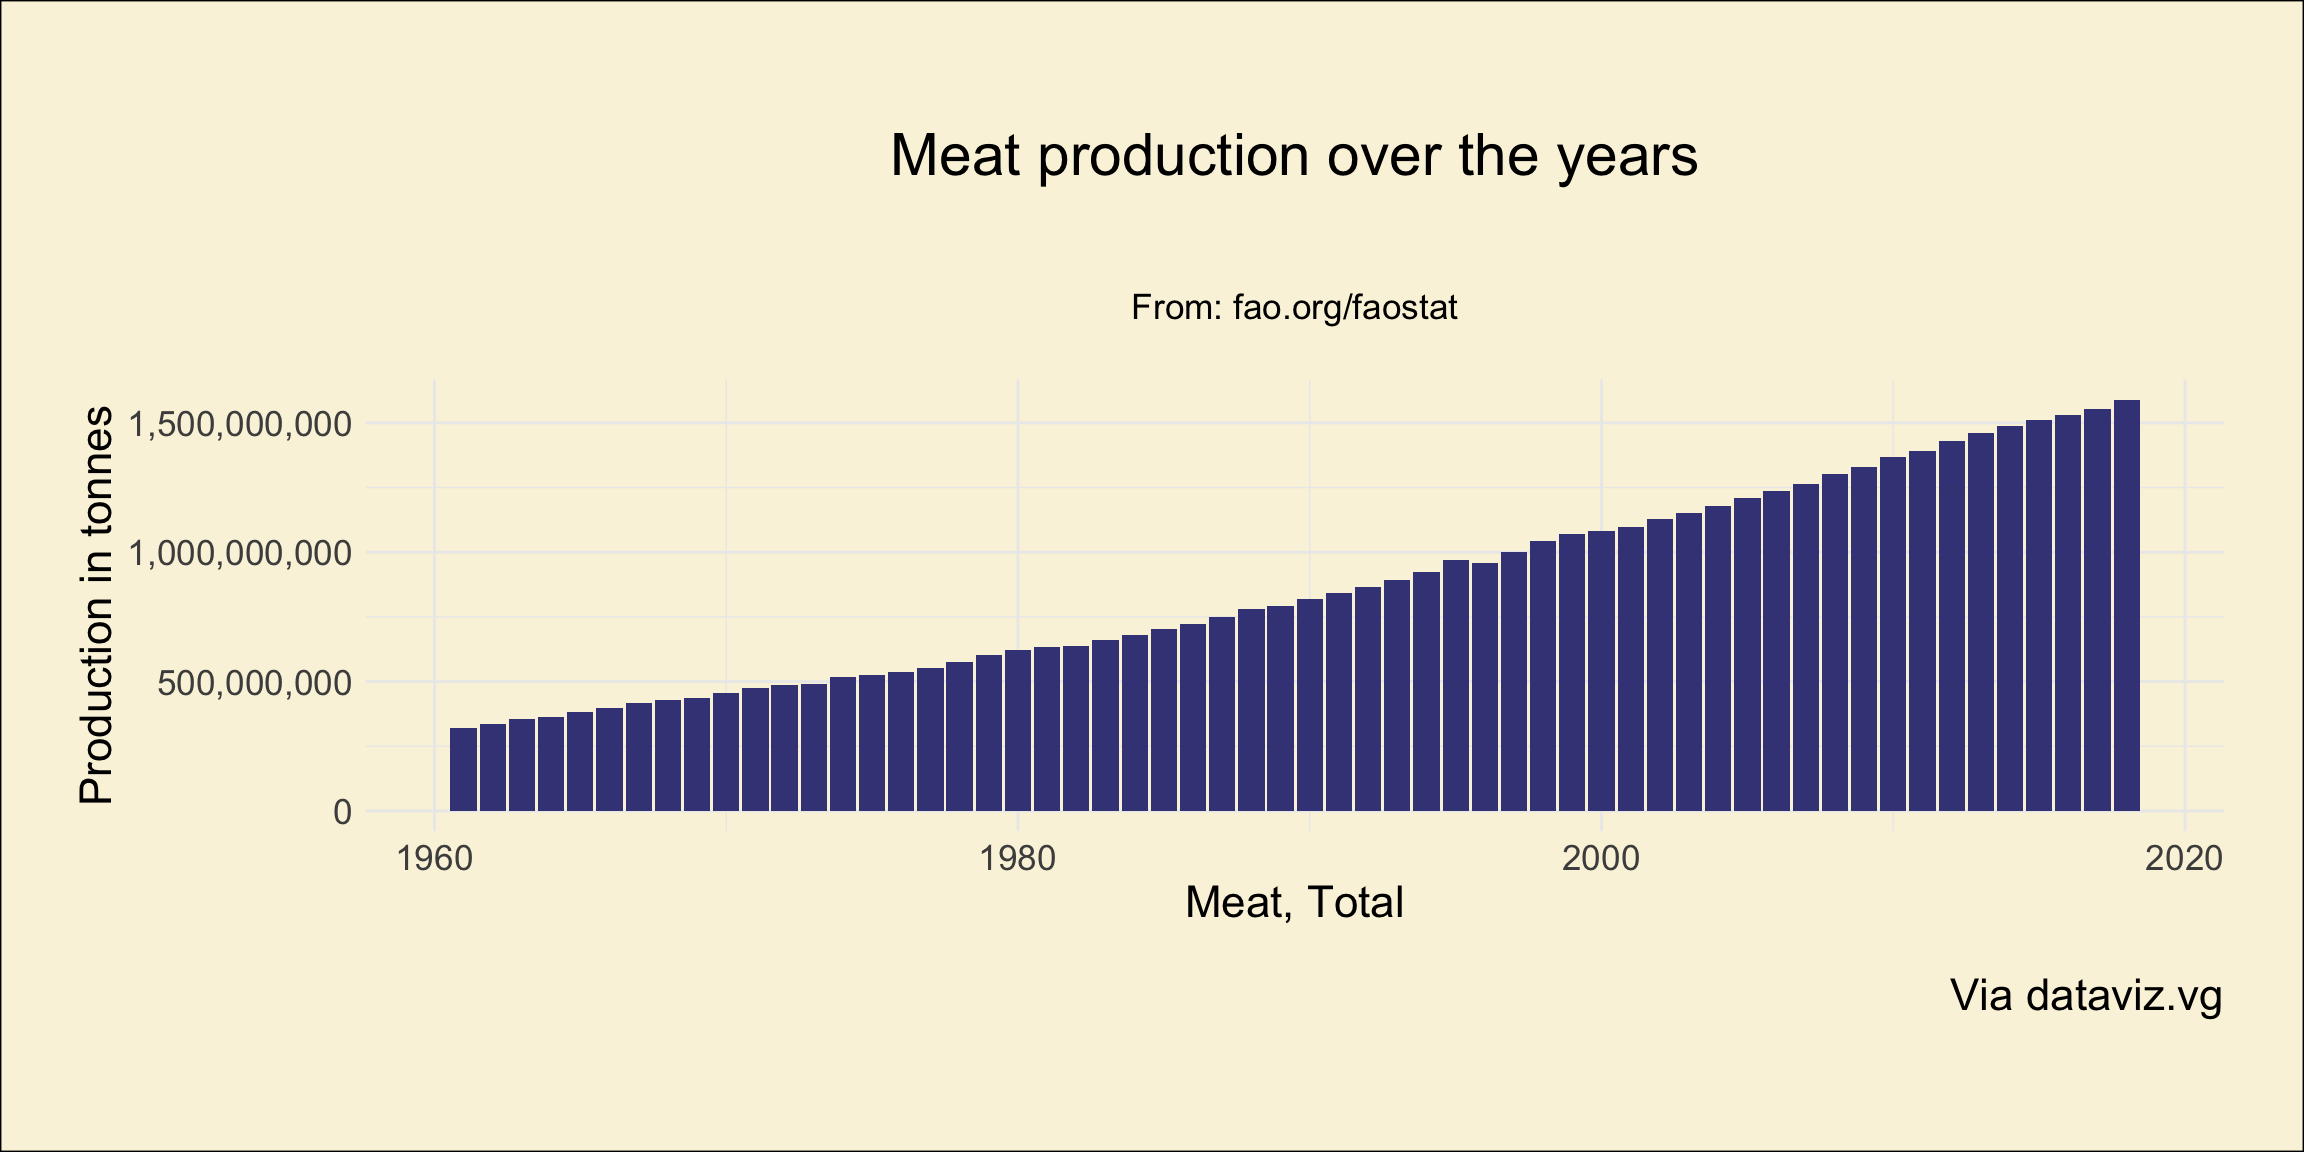 Meat production over the years
From: fao.org/faostat
Production in tonnes
1,500,000,000
1,000,000,000
500,000,000
0
1960 1980 2000 2020
Meat, Total
Via dataviz.vg